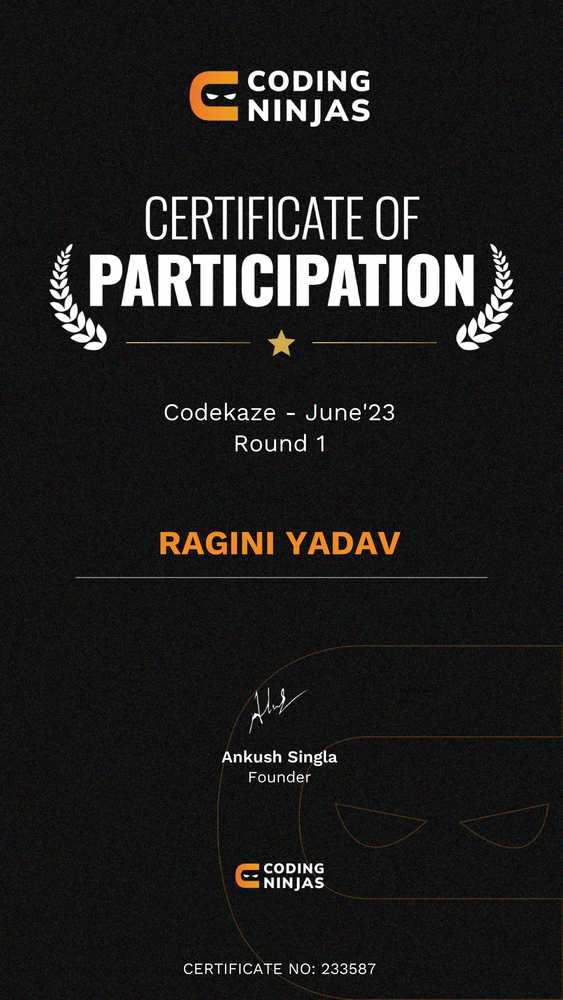 CODING
NINJAS
CERTIFICATE OF
PARTICIPATION
Codekaze - June'23
Round 1
RAGINI YADAV
Ankush Singla
Founder
CODING
NINJAS
CERTIFICATE NO: 233587